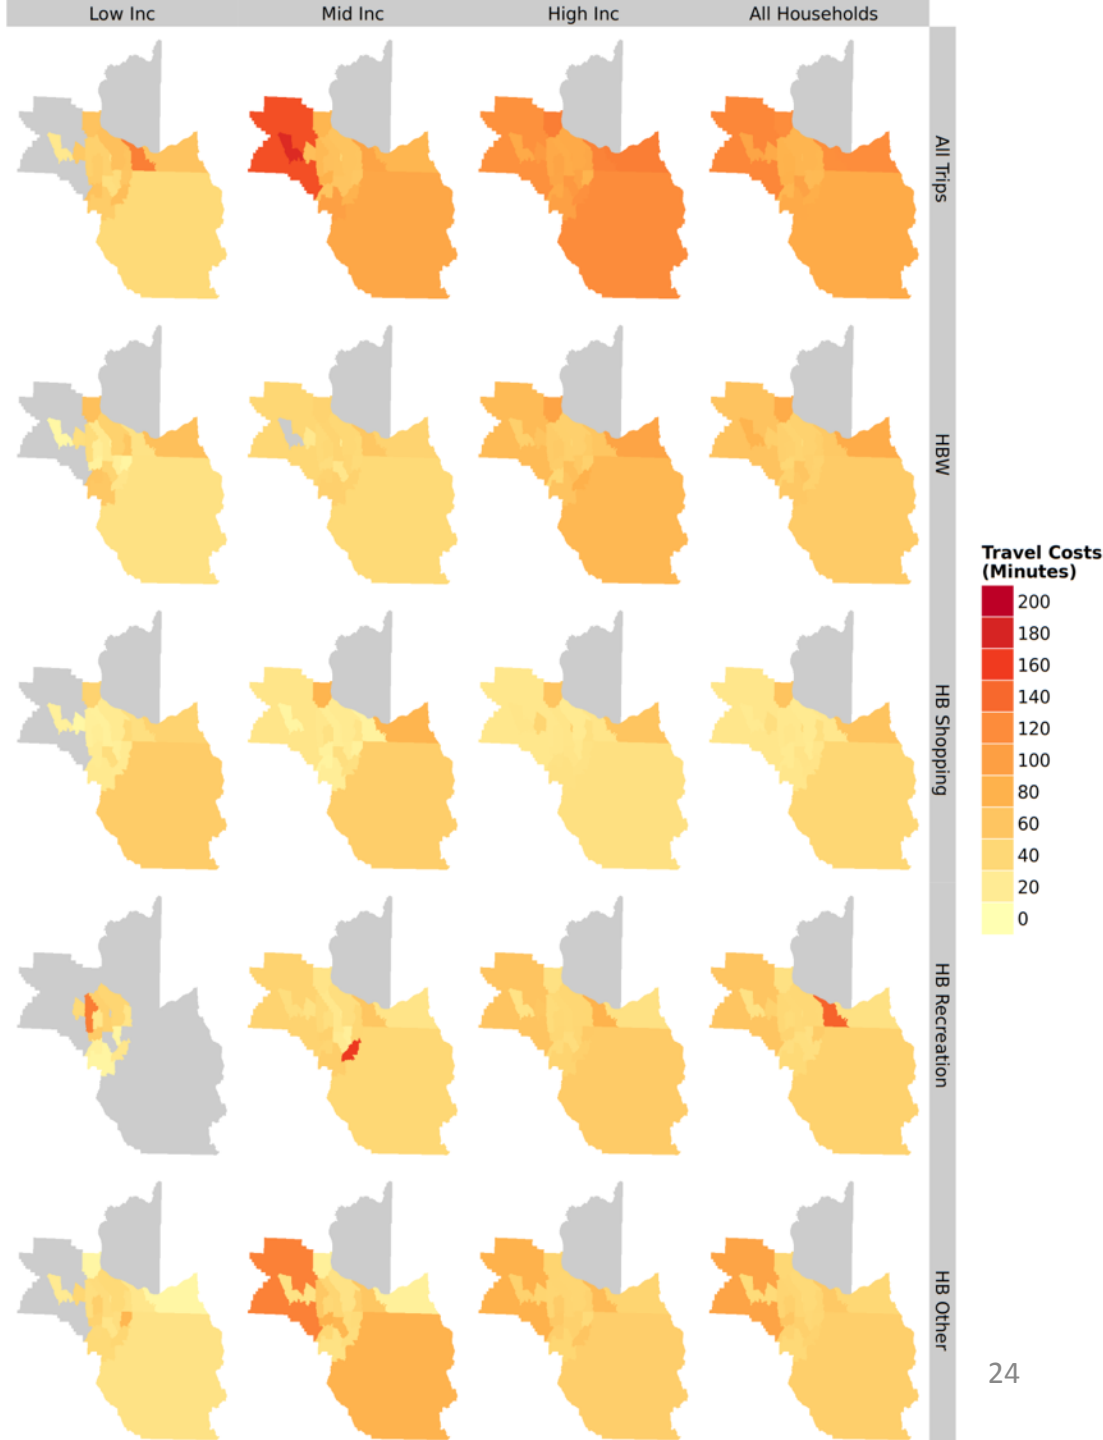 Low Inc
Mid Inc
High Inc
All Households
All Trips
HBW
HB Shopping
HB Recreation
HB Other
Travel Costs
(Minutes)
200
180
160
140
120
100
80
60
40
20
0
24